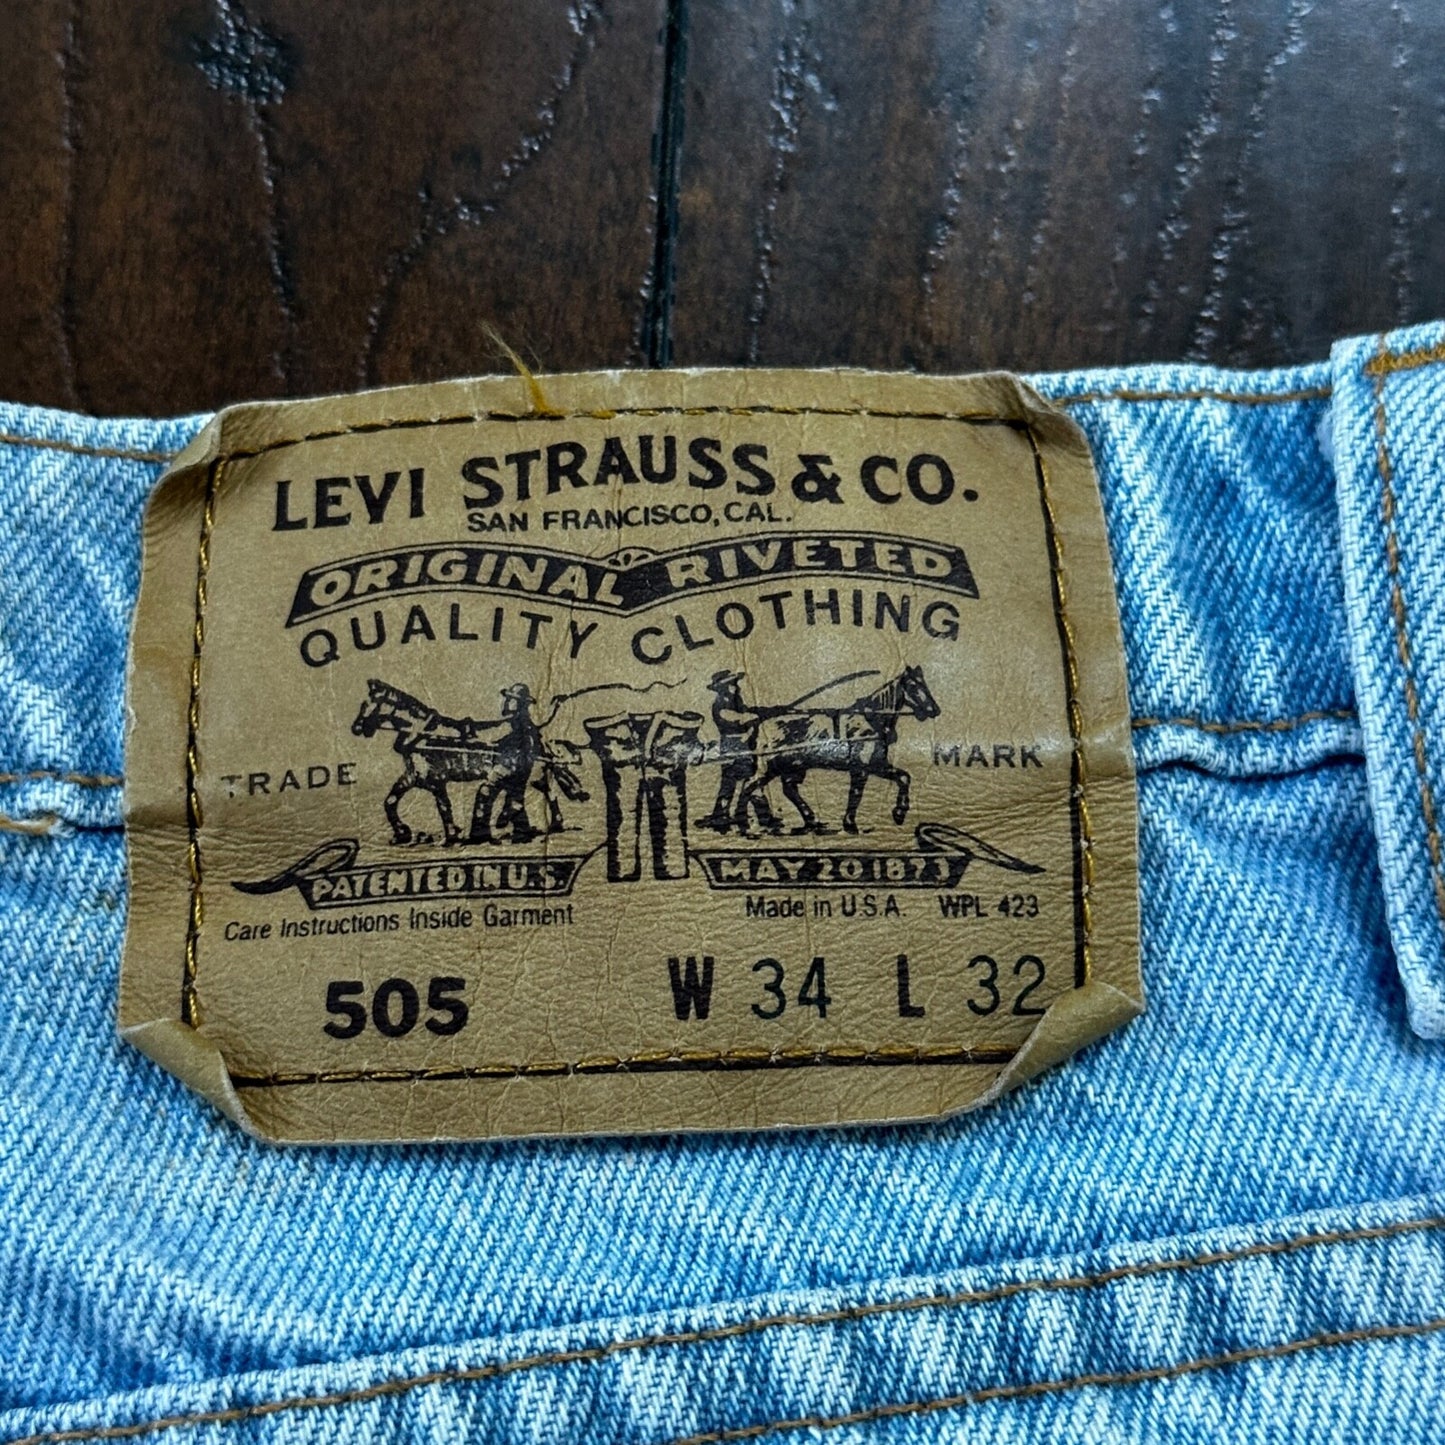 LEVI STRAUSS & CO.
SAN FRANCISCO, CAL.
ORIGINAL RIVETED
QUALITY CLOTHING
TRADE MARK
PATENTED IN U.S. MAY 20 1873
Care Instructions Inside Garment Made in U.S.A. WPL 423
505 W 34 L 32